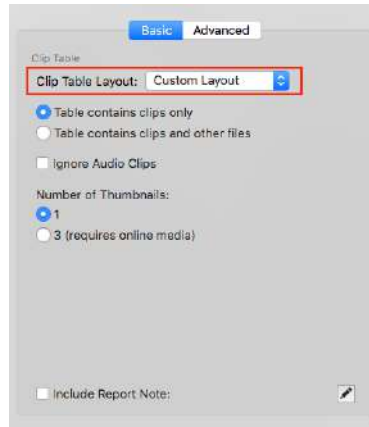 Basic Advanced
Clip Table
Clip Table Layout: Custom Layout
Table contains clips only
Table contains clips and other files
Ignore Audio Clips
Number of Thumbnails:
1
3 (requires online media)
Include Report Note: